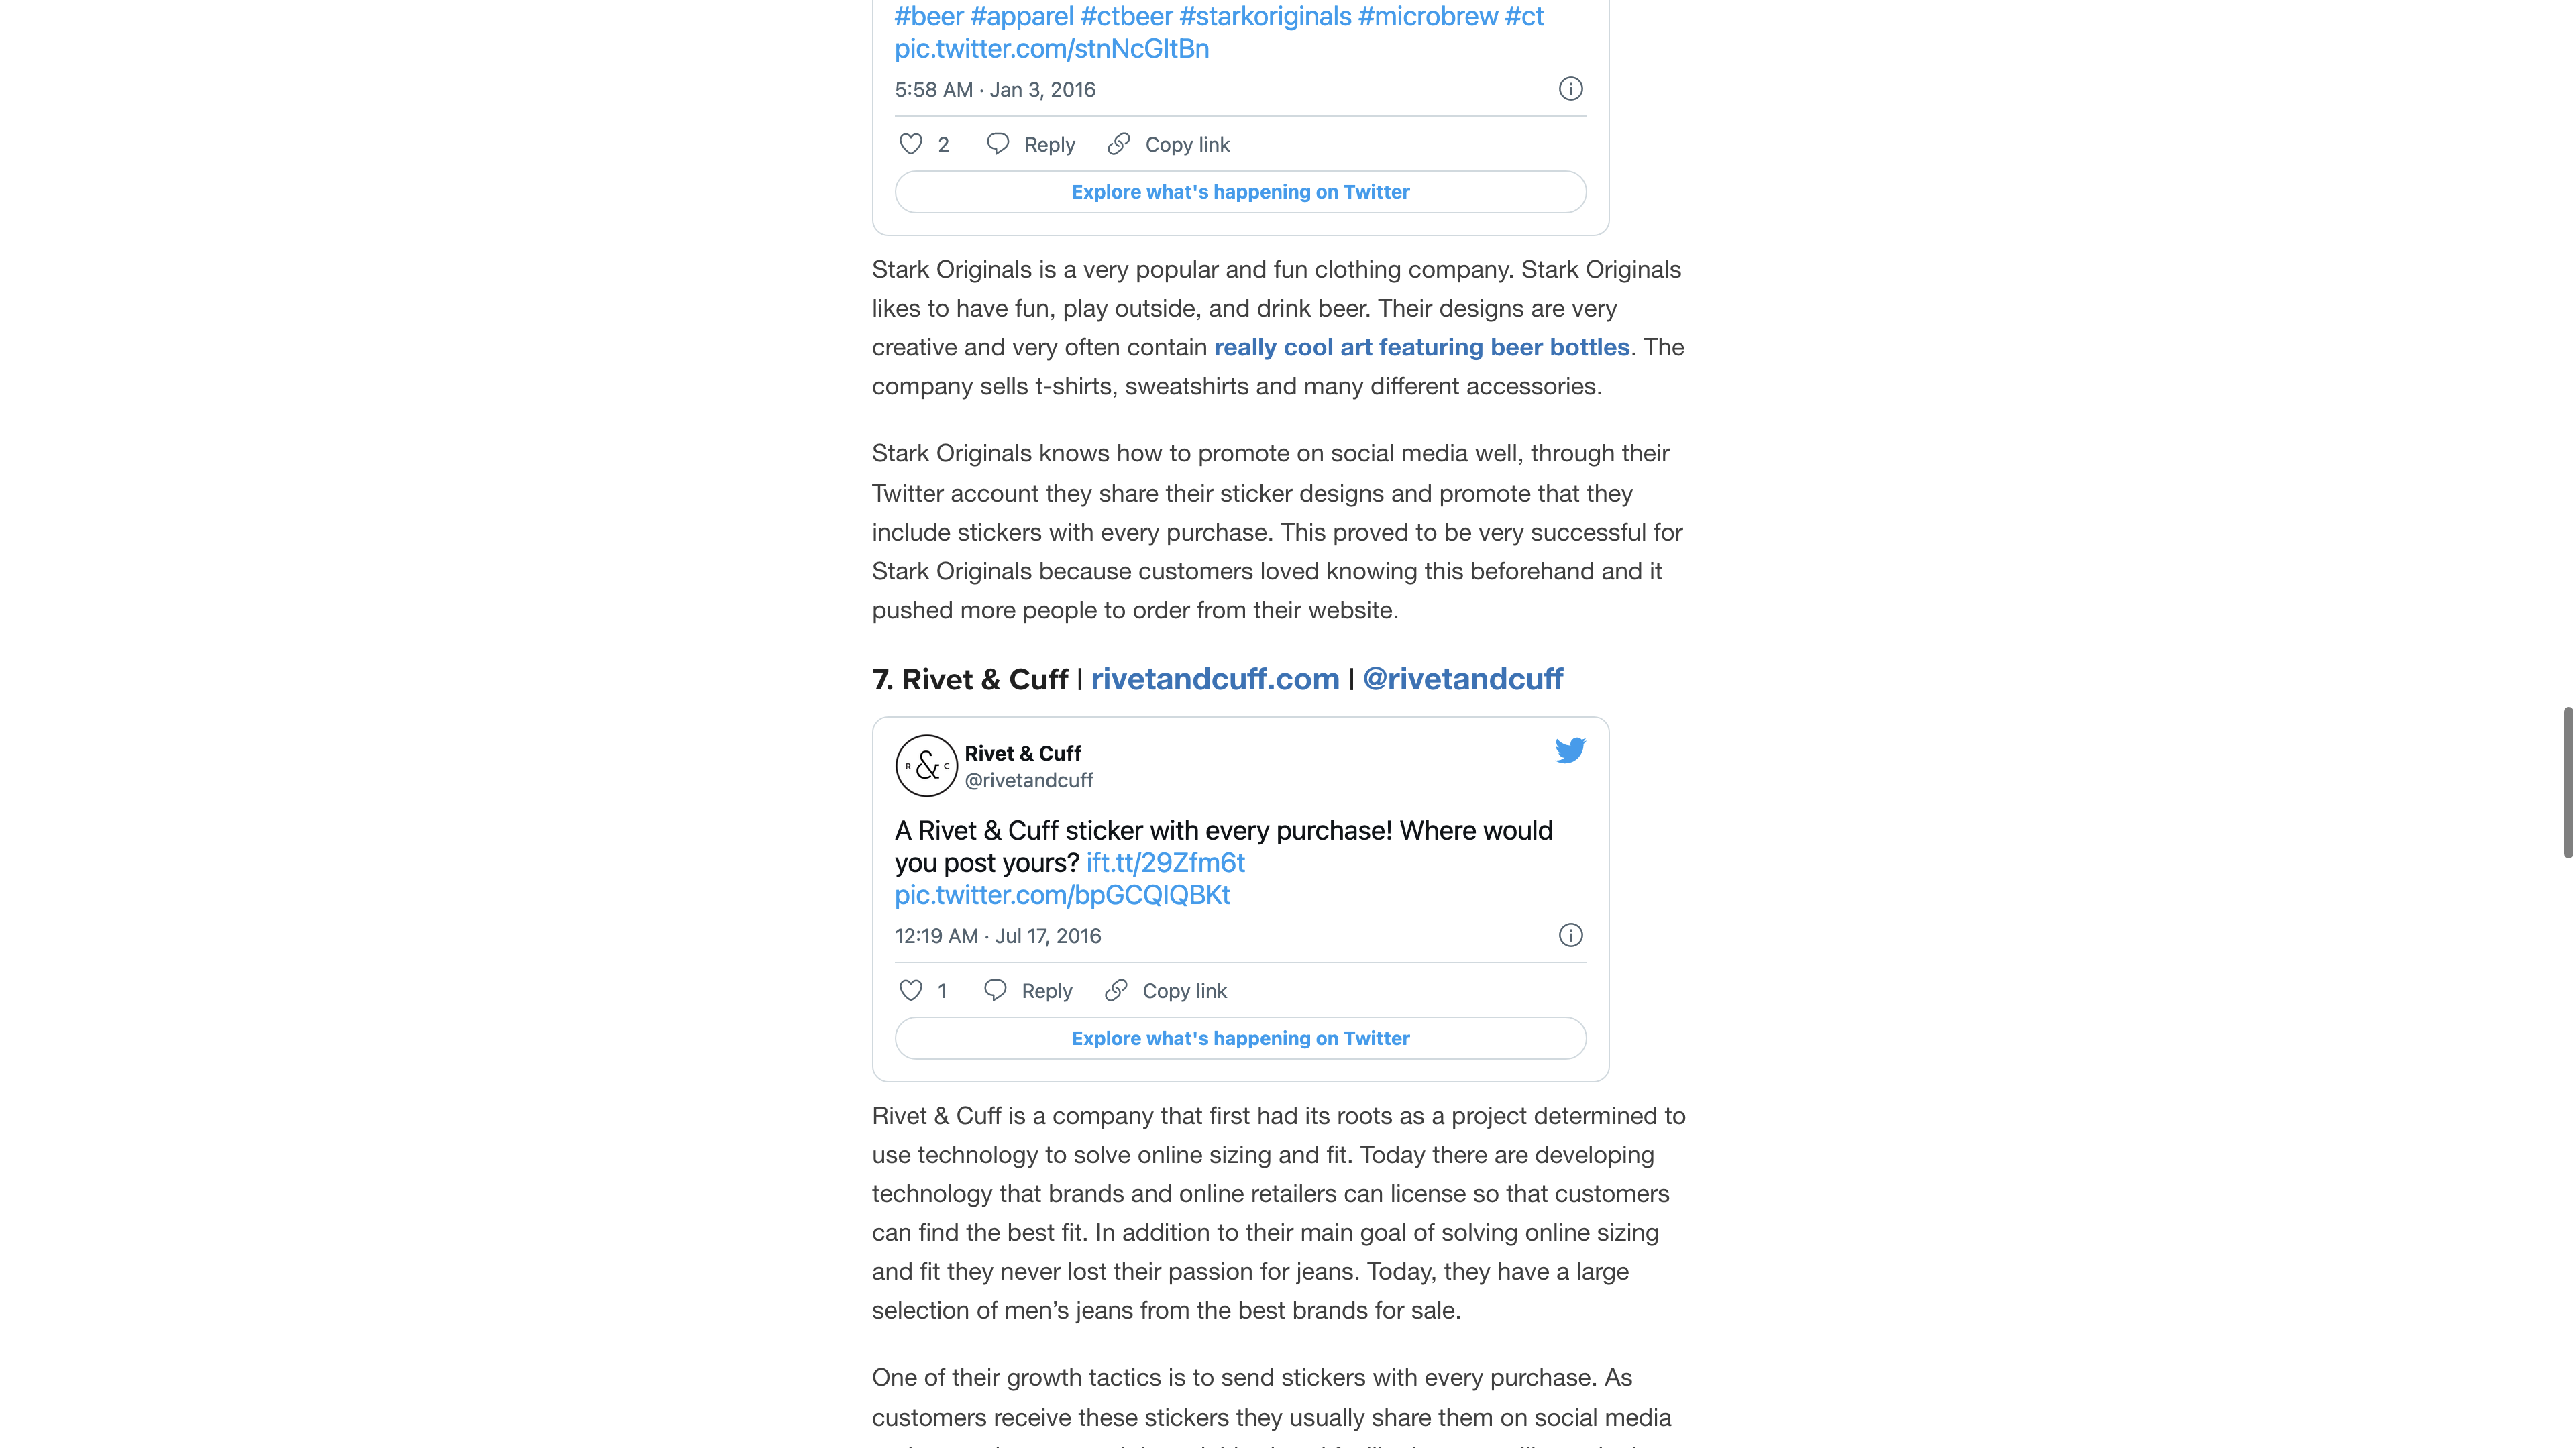 #beer #apparel #ctbeer #starkoriginals #microbrew #ct
pic.twitter.com/stnNcGItBn
5:58 AM · Jan 3, 2016
2 Reply Copy link
Explore what's happening on Twitter
Stark Originals is a very popular and fun clothing company. Stark Originals
likes to have fun, play outside, and drink beer. Their designs are very
creative and very often contain really cool art featuring beer bottles. The
company sells t-shirts, sweatshirts and many different accessories.
Stark Originals knows how to promote on social media well, through their
Twitter account they share their sticker designs and promote that they
include stickers with every purchase. This proved to be very successful for
Stark Originals because customers loved knowing this beforehand and it
pushed more people to order from their website.
7. Rivet & Cuff | rivetandcuff.com | @rivetandcuff
R & C
Rivet & Cuff
@rivetandcuff
A Rivet & Cuff sticker with every purchase! Where would
you post yours? ift.tt/29Zfm6t
pic.twitter.com/bpGCQIQBKt
12:19 AM · Jul 17, 2016
1 Reply Copy link
Explore what's happening on Twitter
Rivet & Cuff is a company that first had its roots as a project determined to
use technology to solve online sizing and fit. Today there are developing
technology that brands and online retailers can license so that customers
can find the best fit. In addition to their main goal of solving online sizing
and fit they never lost their passion for jeans. Today, they have a large
selection of men’s jeans from the best brands for sale.
One of their growth tactics is to send stickers with every purchase. As
customers receive these stickers they usually share them on social media